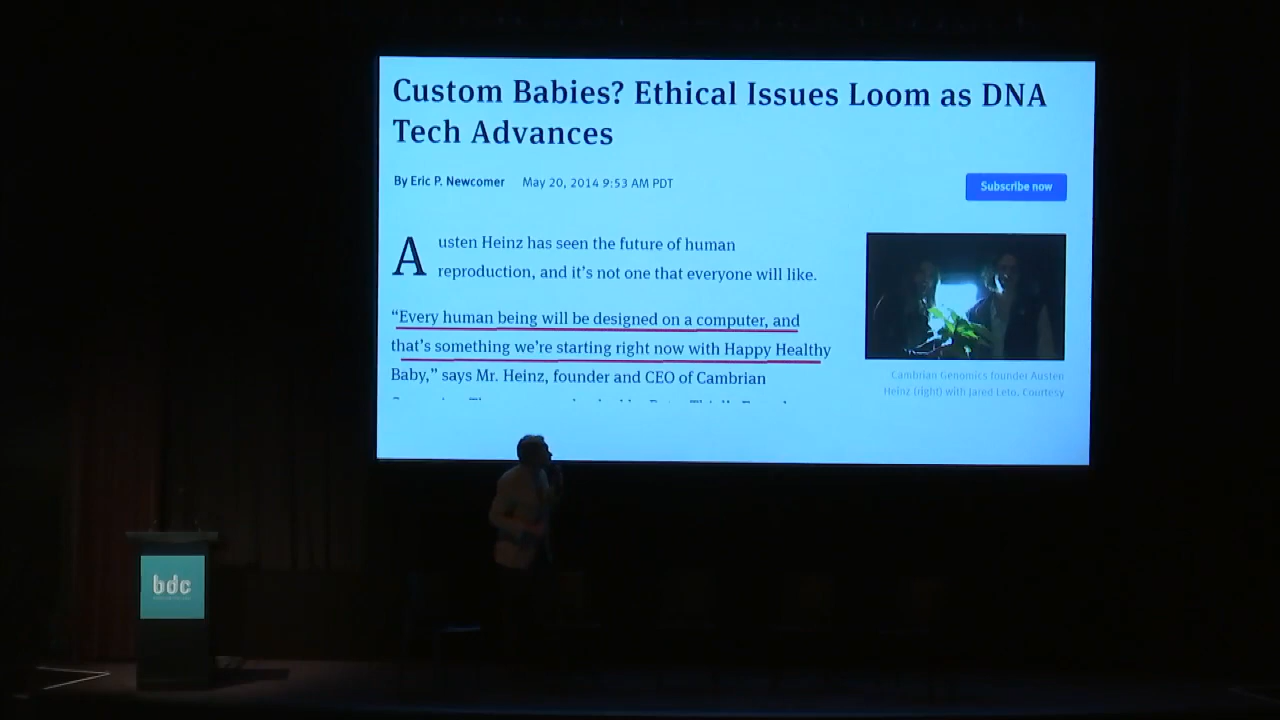 Custom Babies? Ethical Issues Loom as DNA
Tech Advances
By Eric P. Newcomer May 20, 2014 9:53 AM PDT
Subscribe now
Austen Heinz has seen the future of human
reproduction, and it's not one that everyone will like.
“Every human being will be designed on a computer, and
that's something we're starting right now with Happy Healthy
Baby,” says Mr. Heinz, founder and CEO of Cambrian
Cambrian Genomics founder Austen
Heinz (right) with Jared Leto. Courtesy
bdc